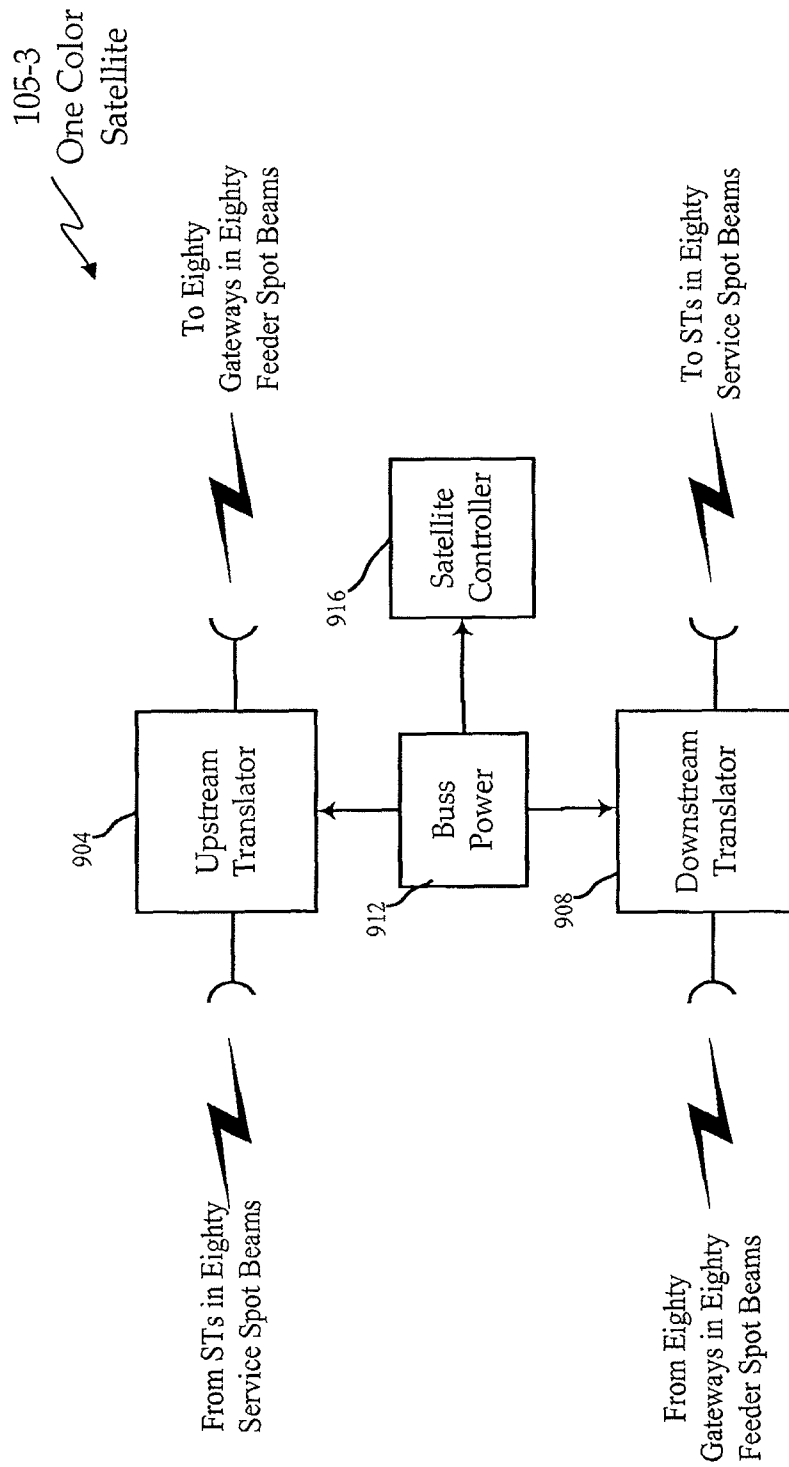 105-3
One Color
Satellite
To Eighty
Gateways in Eighty
Feeder Spot Beams
From STs in Eighty
Service Spot Beams
904
Upstream
Translator
916
Satellite
Controller
Buss
Power
912
908
Downstream
Translator
To STs in Eighty
Service Spot Beams
From Eighty
Gateways in Eighty
Feeder Spot Beams